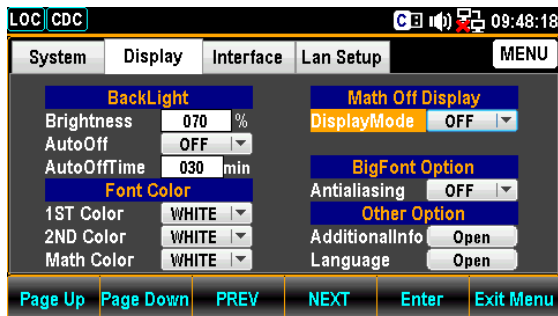 LOC CDC C E 09:48:18
System Display Interface Lan Setup MENU
BackLight
Brightness 070 %
AutoOff OFF
AutoOffTime 030 min
Font Color
1ST Color WHITE
2ND Color WHITE
Math Color WHITE
Math Off Display
DisplayMode OFF
BigFont Option
Antialiasing OFF
Other Option
AdditionalInfo Open
Language Open
Page Up Page Down PREV NEXT Enter Exit Menu